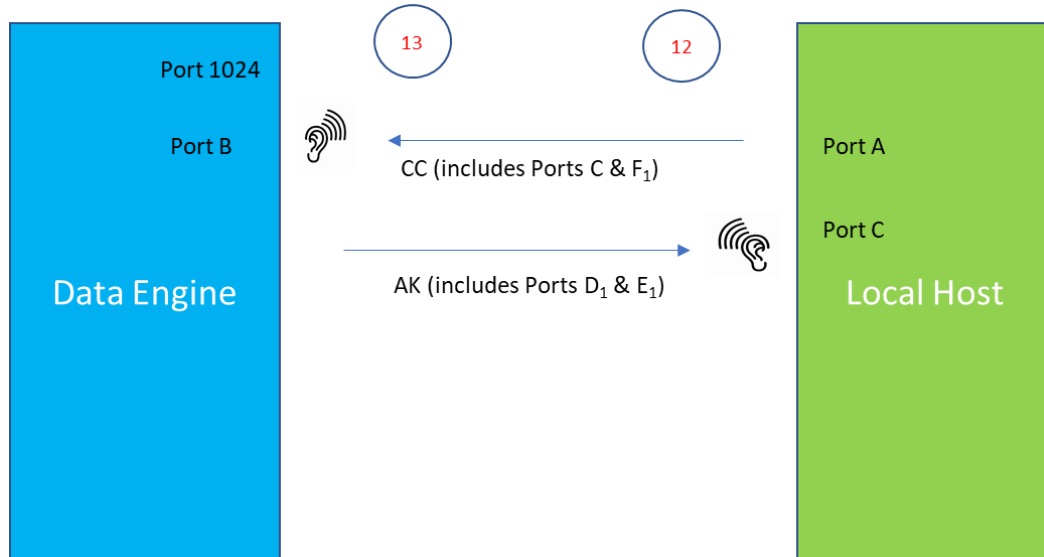 13
12
Port 1024
Port B
Port A
CC (includes Ports C & F₁)
Port C
AK (includes Ports D₁ & E₁)
Data Engine
Local Host